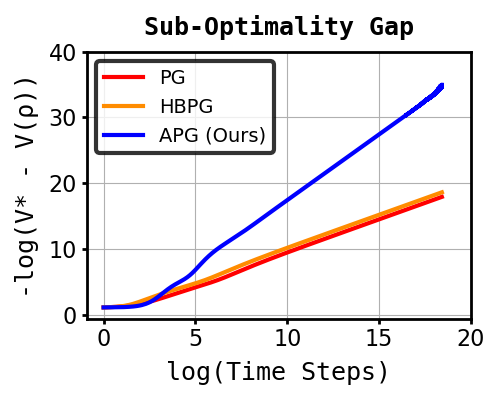 Sub-Optimality Gap
-log(V* - V(ρ))
40
30
20
10
0
PG
HBPG
APG (Ours)
0 5 10 15 20
log(Time Steps)